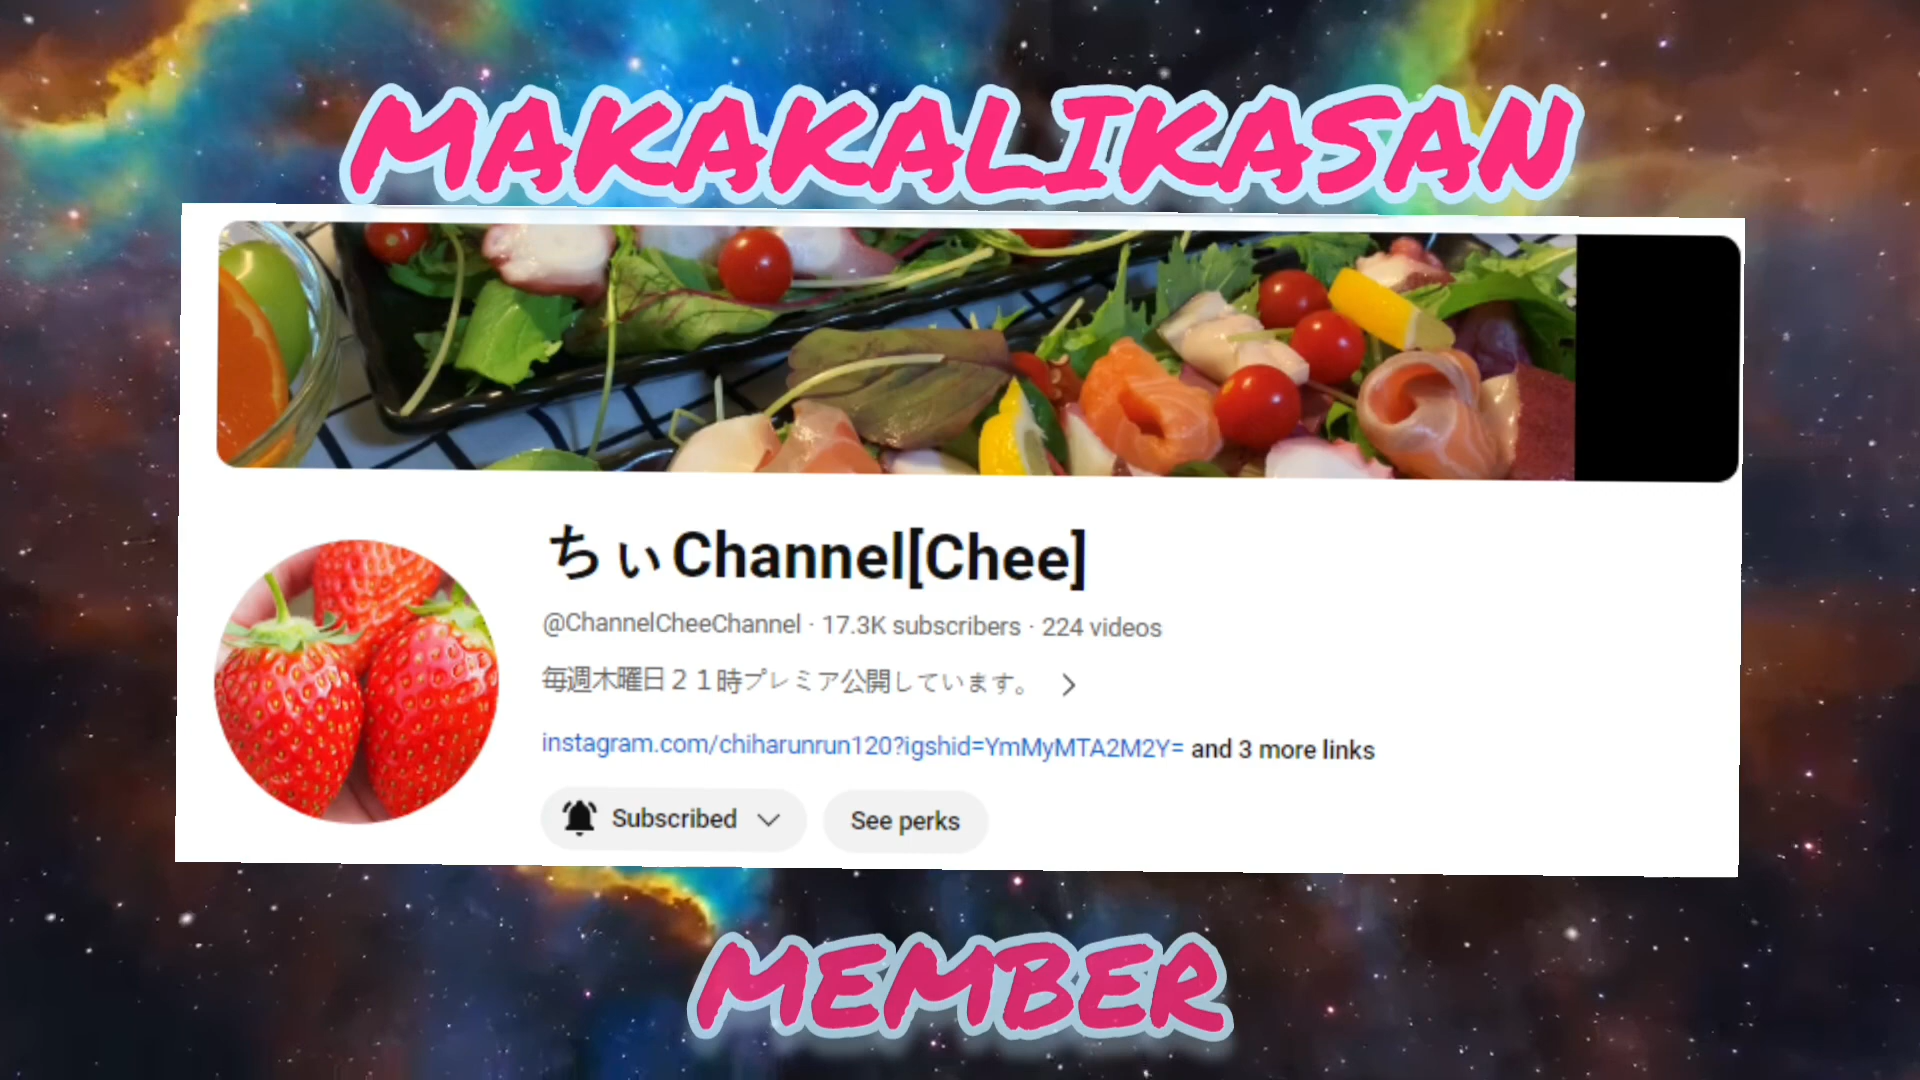 MAKAKALIKASAN
ちぃChannel[Chee]
@ChannelCheeChannel · 17.3K subscribers · 224 videos
毎週木曜日２１時プレミア公開しています。
instagram.com/chiharunrun120?igshid=YmMyMTA2M2Y= and 3 more links
Subscribed
See perks
MEMBER